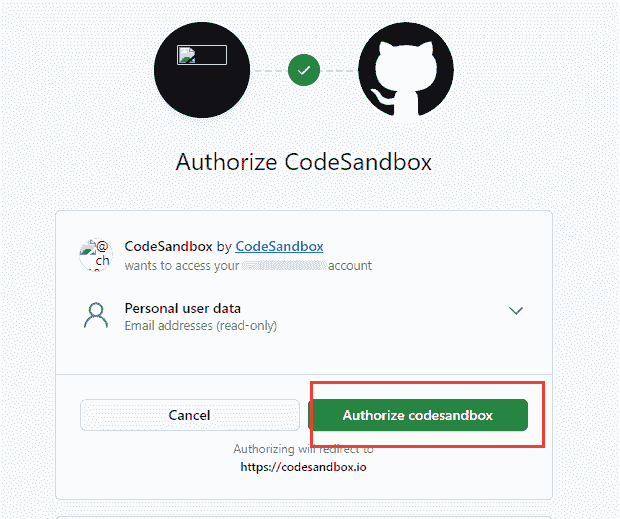 Authorize CodeSandbox
@
ch
CodeSandbox by CodeSandbox
wants to access your account
Personal user data
Email addresses (read-only)
Cancel
Authorize codesandbox
Authorizing will redirect to
https://codesandbox.io